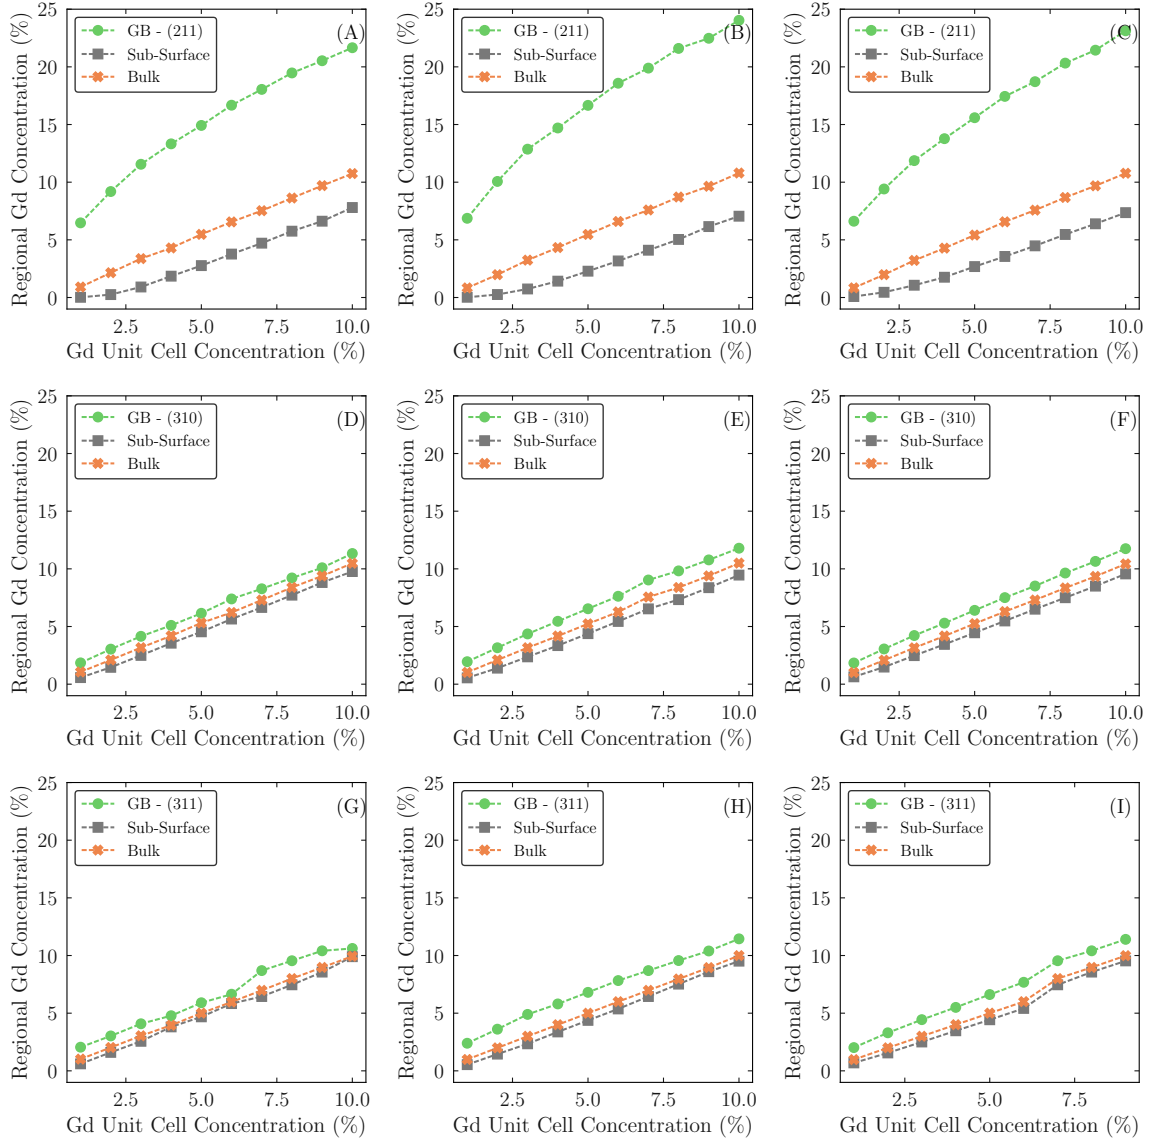 Regional Gd Concentration (%)
25
20
15
10
5
0
GB - (211)
Sub-Surface
Bulk
(A)
2.5 5.0 7.5 10.0
Gd Unit Cell Concentration (%)
Regional Gd Concentration (%)
25
20
15
10
5
0
GB - (211)
Sub-Surface
Bulk
(B)
2.5 5.0 7.5 10.0
Gd Unit Cell Concentration (%)
Regional Gd Concentration (%)
25
20
15
10
5
0
GB - (211)
Sub-Surface
Bulk
(C)
2.5 5.0 7.5 10.0
Gd Unit Cell Concentration (%)
Regional Gd Concentration (%)
25
20
15
10
5
0
GB - (310)
Sub-Surface
Bulk
(D)
2.5 5.0 7.5 10.0
Gd Unit Cell Concentration (%)
Regional Gd Concentration (%)
25
20
15
10
5
0
GB - (310)
Sub-Surface
Bulk
(E)
2.5 5.0 7.5 10.0
Gd Unit Cell Concentration (%)
Regional Gd Concentration (%)
25
20
15
10
5
0
GB - (310)
Sub-Surface
Bulk
(F)
2.5 5.0 7.5 10.0
Gd Unit Cell Concentration (%)
Regional Gd Concentration (%)
25
20
15
10
5
0
GB - (311)
Sub-Surface
Bulk
(G)
2.5 5.0 7.5 10.0
Gd Unit Cell Concentration (%)
Regional Gd Concentration (%)
25
20
15
10
5
0
GB - (311)
Sub-Surface
Bulk
(H)
2.5 5.0 7.5 10.0
Gd Unit Cell Concentration (%)
Regional Gd Concentration (%)
25
20
15
10
5
0
GB - (311)
Sub-Surface
Bulk
(I)
2.5 5.0 7.5
Gd Unit Cell Concentration (%)